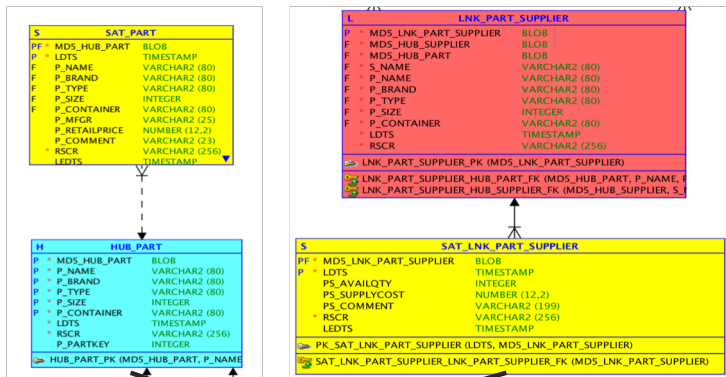 S SAT_PART
PF * MD5_HUB_PART BLOB
P * LDTS TIMESTAMP
F P_NAME VARCHAR2 (80)
F P_BRAND VARCHAR2 (80)
F P_TYPE VARCHAR2 (80)
F P_SIZE INTEGER
F P_CONTAINER VARCHAR2 (80)
P_MFGR VARCHAR2 (25)
P_RETAILPRICE NUMBER (12,2)
P_COMMENT VARCHAR2 (23)
* RSCR VARCHAR2 (256)
LEDTS TIMESTAMP
H HUB_PART
P * MD5_HUB_PART BLOB
P * P_NAME VARCHAR2 (80)
P * P_BRAND VARCHAR2 (80)
P * P_TYPE VARCHAR2 (80)
P * P_SIZE INTEGER
P * P_CONTAINER VARCHAR2 (80)
* LDTS TIMESTAMP
* RSCR VARCHAR2 (256)
P_PARTKEY INTEGER
HUB_PART_PK (MD5_HUB_PART, P_NAME
L LNK_PART_SUPPLIER
P * MD5_LNK_PART_SUPPLIER BLOB
F * MD5_HUB_SUPPLIER BLOB
F * MD5_HUB_PART BLOB
F * S_NAME VARCHAR2 (80)
F * P_NAME VARCHAR2 (80)
F * P_BRAND VARCHAR2 (80)
F * P_TYPE VARCHAR2 (80)
F * P_SIZE INTEGER
F * P_CONTAINER VARCHAR2 (80)
* LDTS TIMESTAMP
* RSCR VARCHAR2 (256)
LNK_PART_SUPPLIER_PK (MD5_LNK_PART_SUPPLIER)
LNK_PART_SUPPLIER_HUB_PART_FK (MD5_HUB_PART, P_NAME,
LNK_PART_SUPPLIER_HUB_SUPPLIER_FK (MD5_HUB_SUPPLIER,
S SAT_LNK_PART_SUPPLIER
PF * MD5_LNK_PART_SUPPLIER BLOB
P * LDTS TIMESTAMP
PS_AVAILQTY INTEGER
PS_SUPPLYCOST NUMBER (12,2)
PS_COMMENT VARCHAR2 (199)
* RSCR VARCHAR2 (256)
LEDTS TIMESTAMP
PK_SAT_LNK_PART_SUPPLIER (LDTS, MD5_LNK_PART_SUPPLIER)
SAT_LNK_PART_SUPPLIER_LNK_PART_SUPPLIER_FK (MD5_LNK_PART_SUPPLIER)